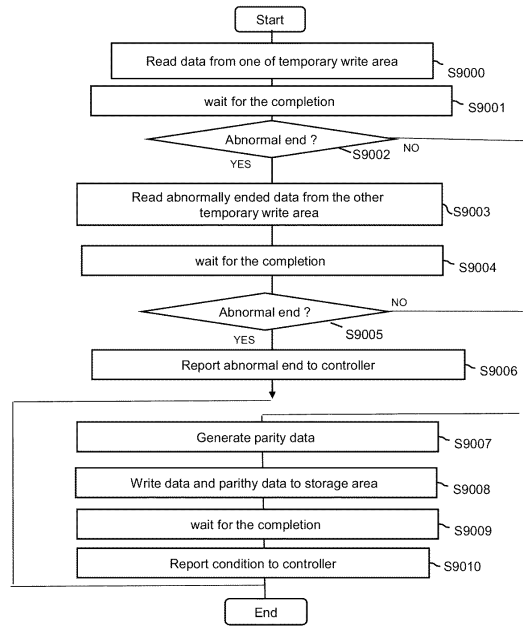 Start
Read data from one of temporary write area
S9000
wait for the completion
S9001
Abnormal end ?
S9002
NO
YES
Read abnormally ended data from the other
temporary write area
S9003
wait for the completion
S9004
Abnormal end ?
NO
S9005
YES
Report abnormal end to controller
S9006
Generate parity data
S9007
Write data and parithy data to storage area
S9008
wait for the completion
S9009
Report condition to controller
S9010
End